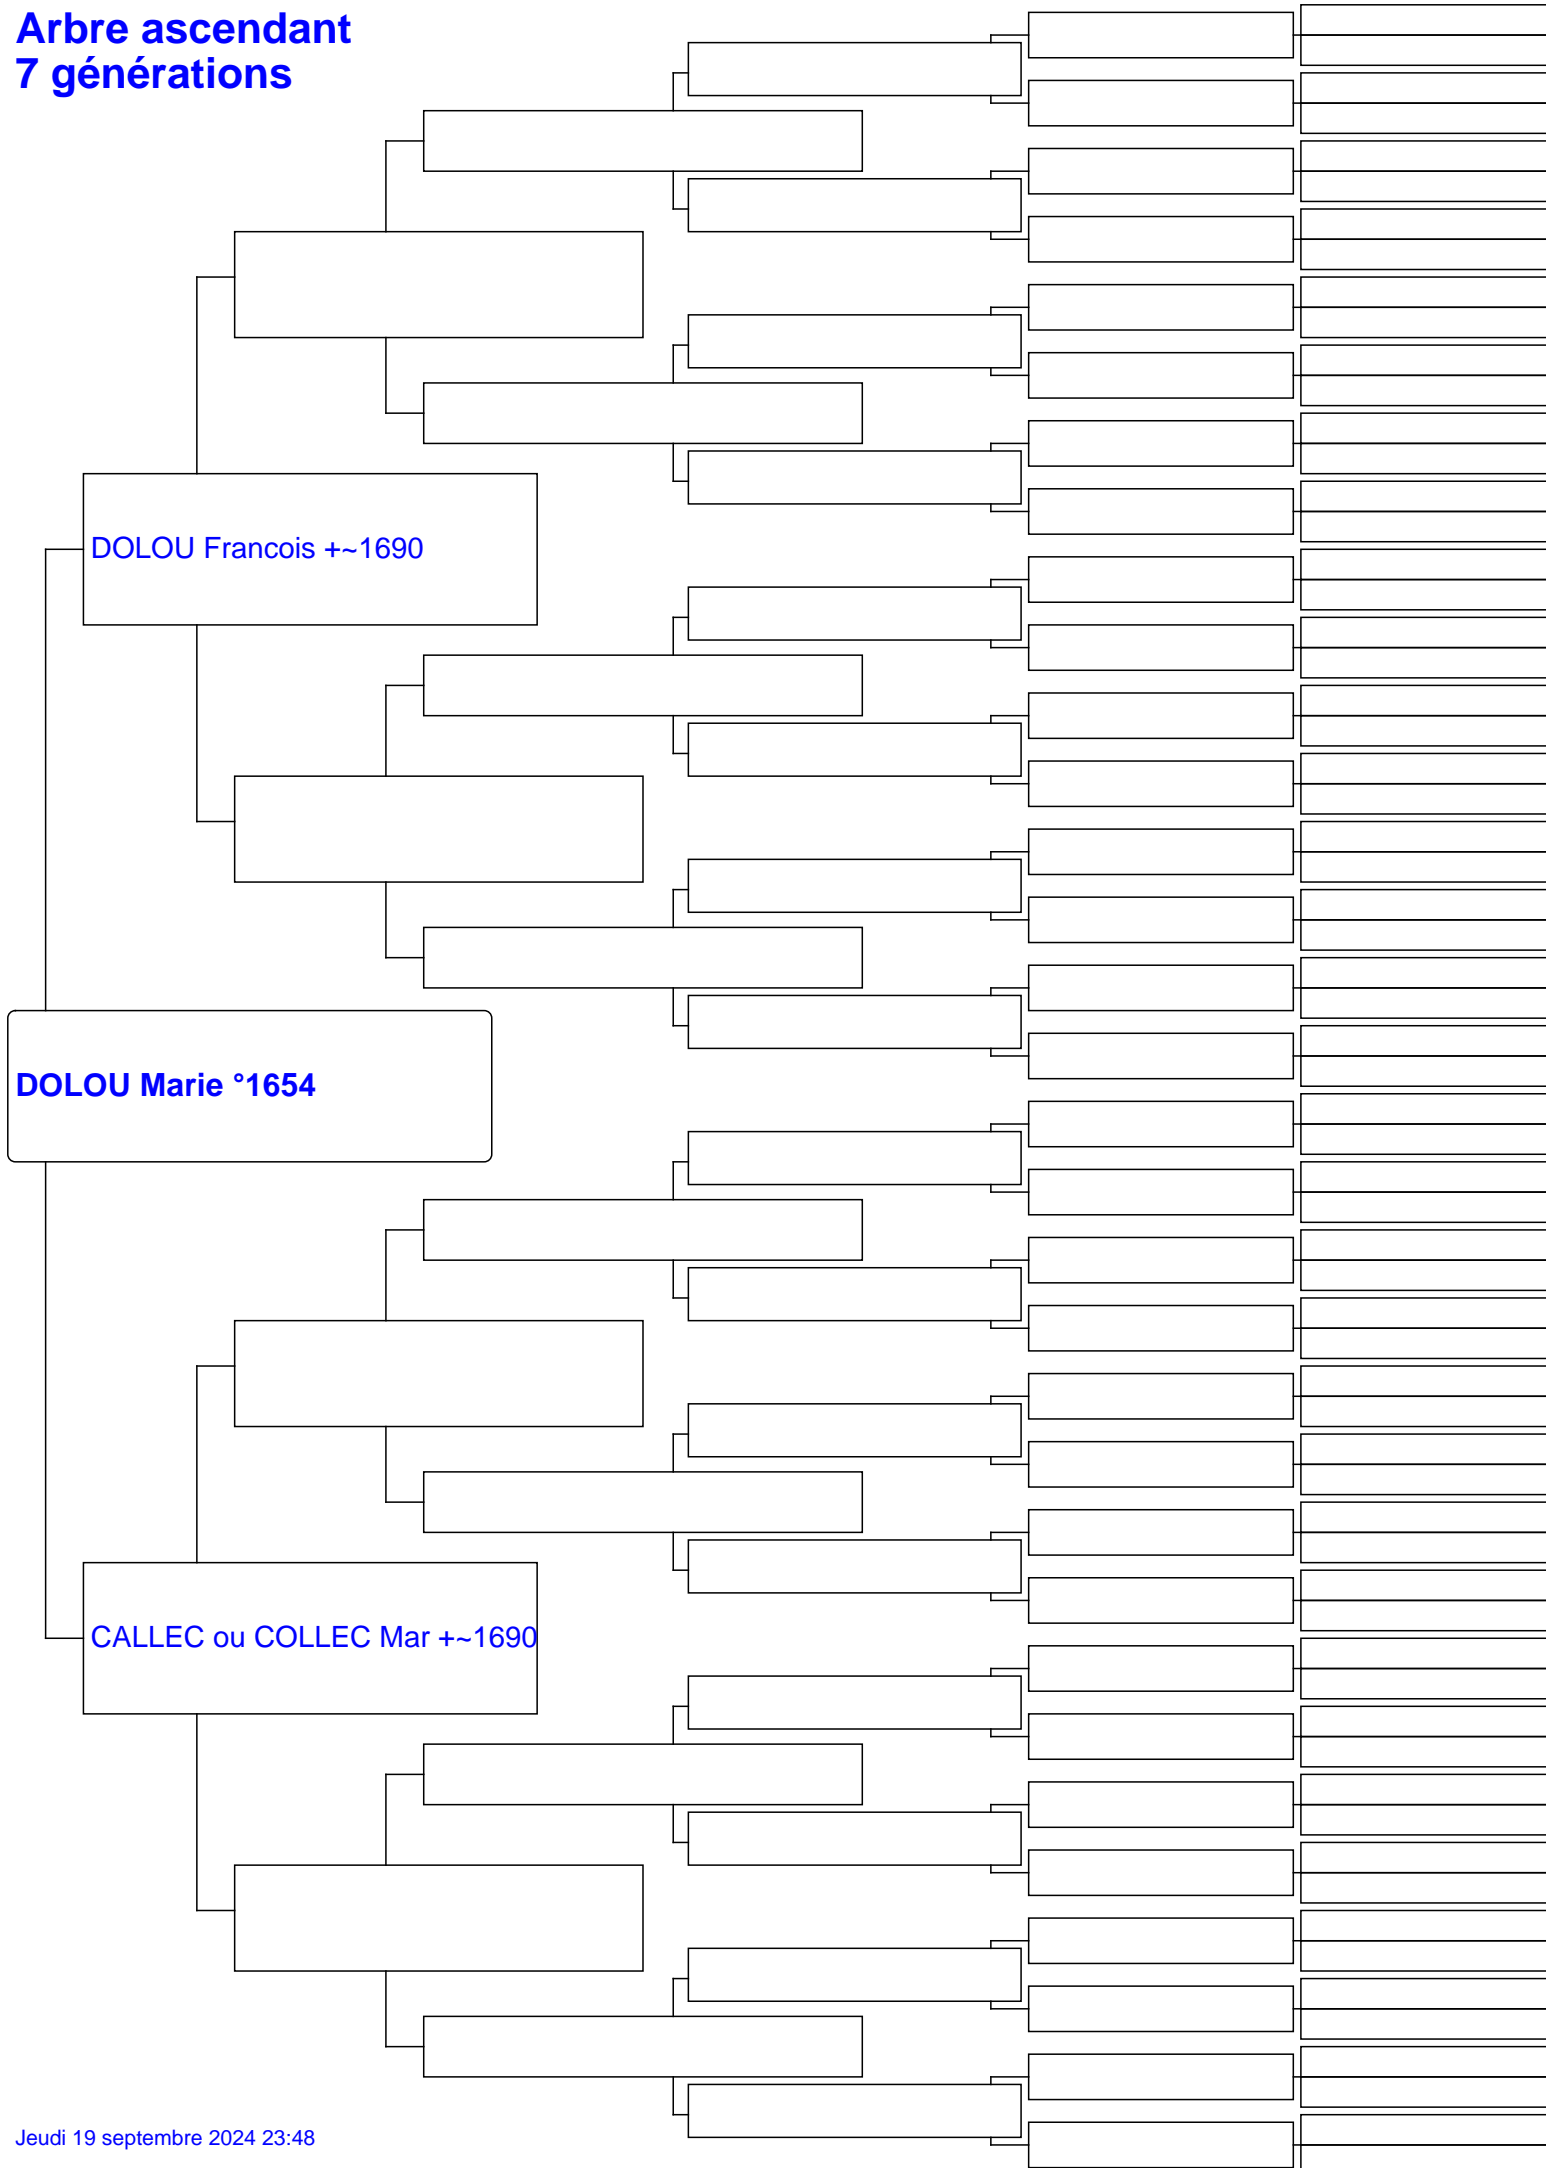 Arbre ascendant
7 générations
DOLOU Francois +~1690
DOLOU Marie °1654
CALLEC ou COLLEC Mar +~1690
Jeudi 19 septembre 2024 23:48